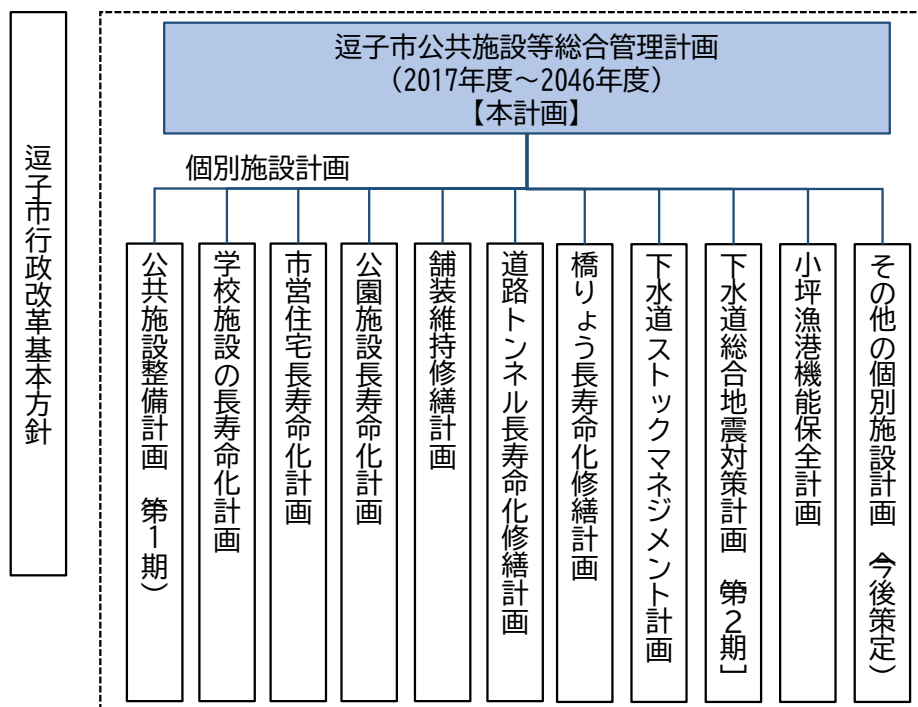 逗子市公共施設等総合管理計画
（2017年度～2046年度）
【本計画】
逗子市行政改革基本方針
個別施設計画
公共施設整備計画（第１期）
学校施設の長寿命化計画
市営住宅長寿命化計画
公園施設長寿命化計画
舗装維持修繕計画
道路トンネル長寿命化修繕計画
橋りょう長寿命化修繕計画
下水道ストックマネジメント計画
下水道総合地震対策計画［第２期］
小坪漁港機能保全計画
その他の個別施設計画（今後策定）